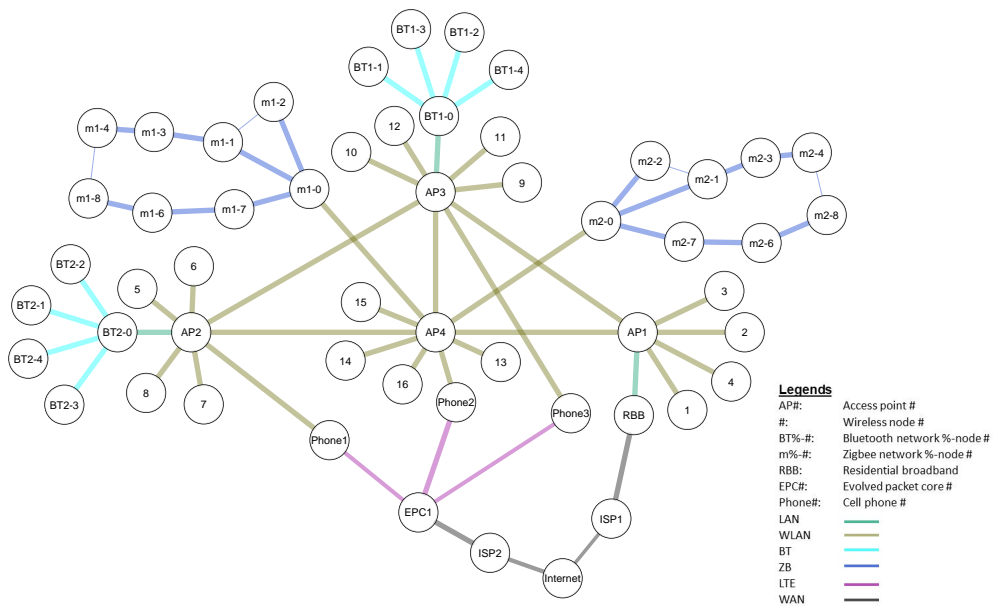 BT1-3
BT1-2
BT1-1
BT1-4
m1-2
BT1-0
m1-4
m1-3
12
11
m1-1
10
m2-2
m2-3
m2-4
m2-1
9
m1-0
AP3
m1-8
m1-7
m1-6
m2-0
m2-8
m2-7
m2-6
BT2-2
6
5
3
BT2-1
15
BT2-0
AP2
AP4
AP1
2
BT2-4
14
13
4
16
8
7
BT2-3
Phone2
Phone3
RBB
1
Phone1
EPC1
ISP1
ISP2
Internet
Legends
AP#: Access point #
#: Wireless node #
BT%-#: Bluetooth network %-node #
m%-#: Zigbee network %-node #
RBB: Residential broadband
EPC#: Evolved packet core #
Phone#: Cell phone #
LAN
WLAN
BT
ZB
LTE
WAN